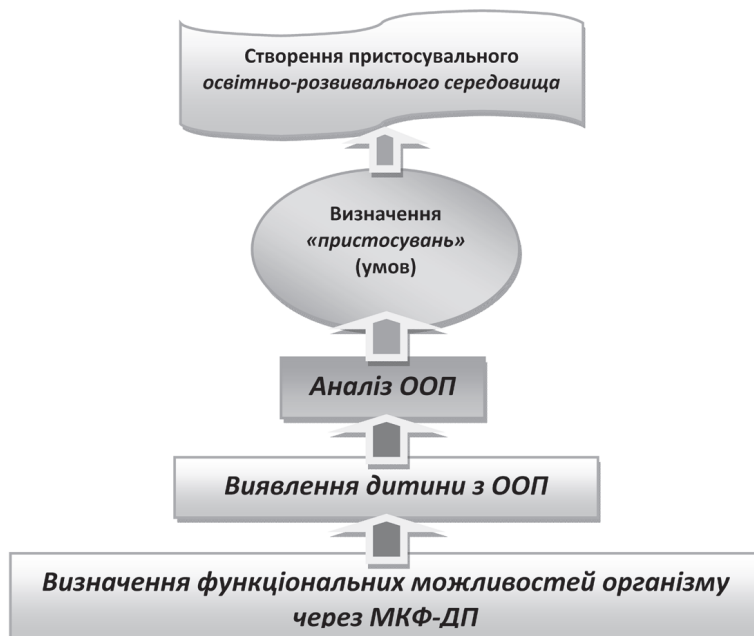 Створення пристосувального
освітньо-розвивального середовища
Визначення
«пристосувань»
(умов)
Аналіз ООП
Виявлення дитини з ООП
Визначення функціональних можливостей організму
через МКФ-ДП